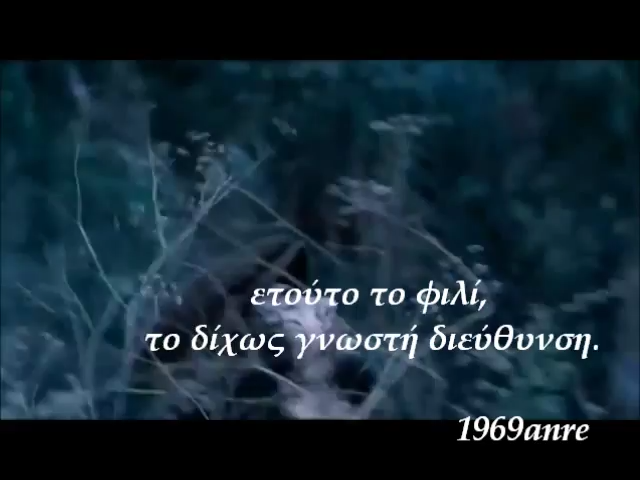 ετούτο το φιλί,
το δίχως γνωστή διεύθυνση.
1969anre